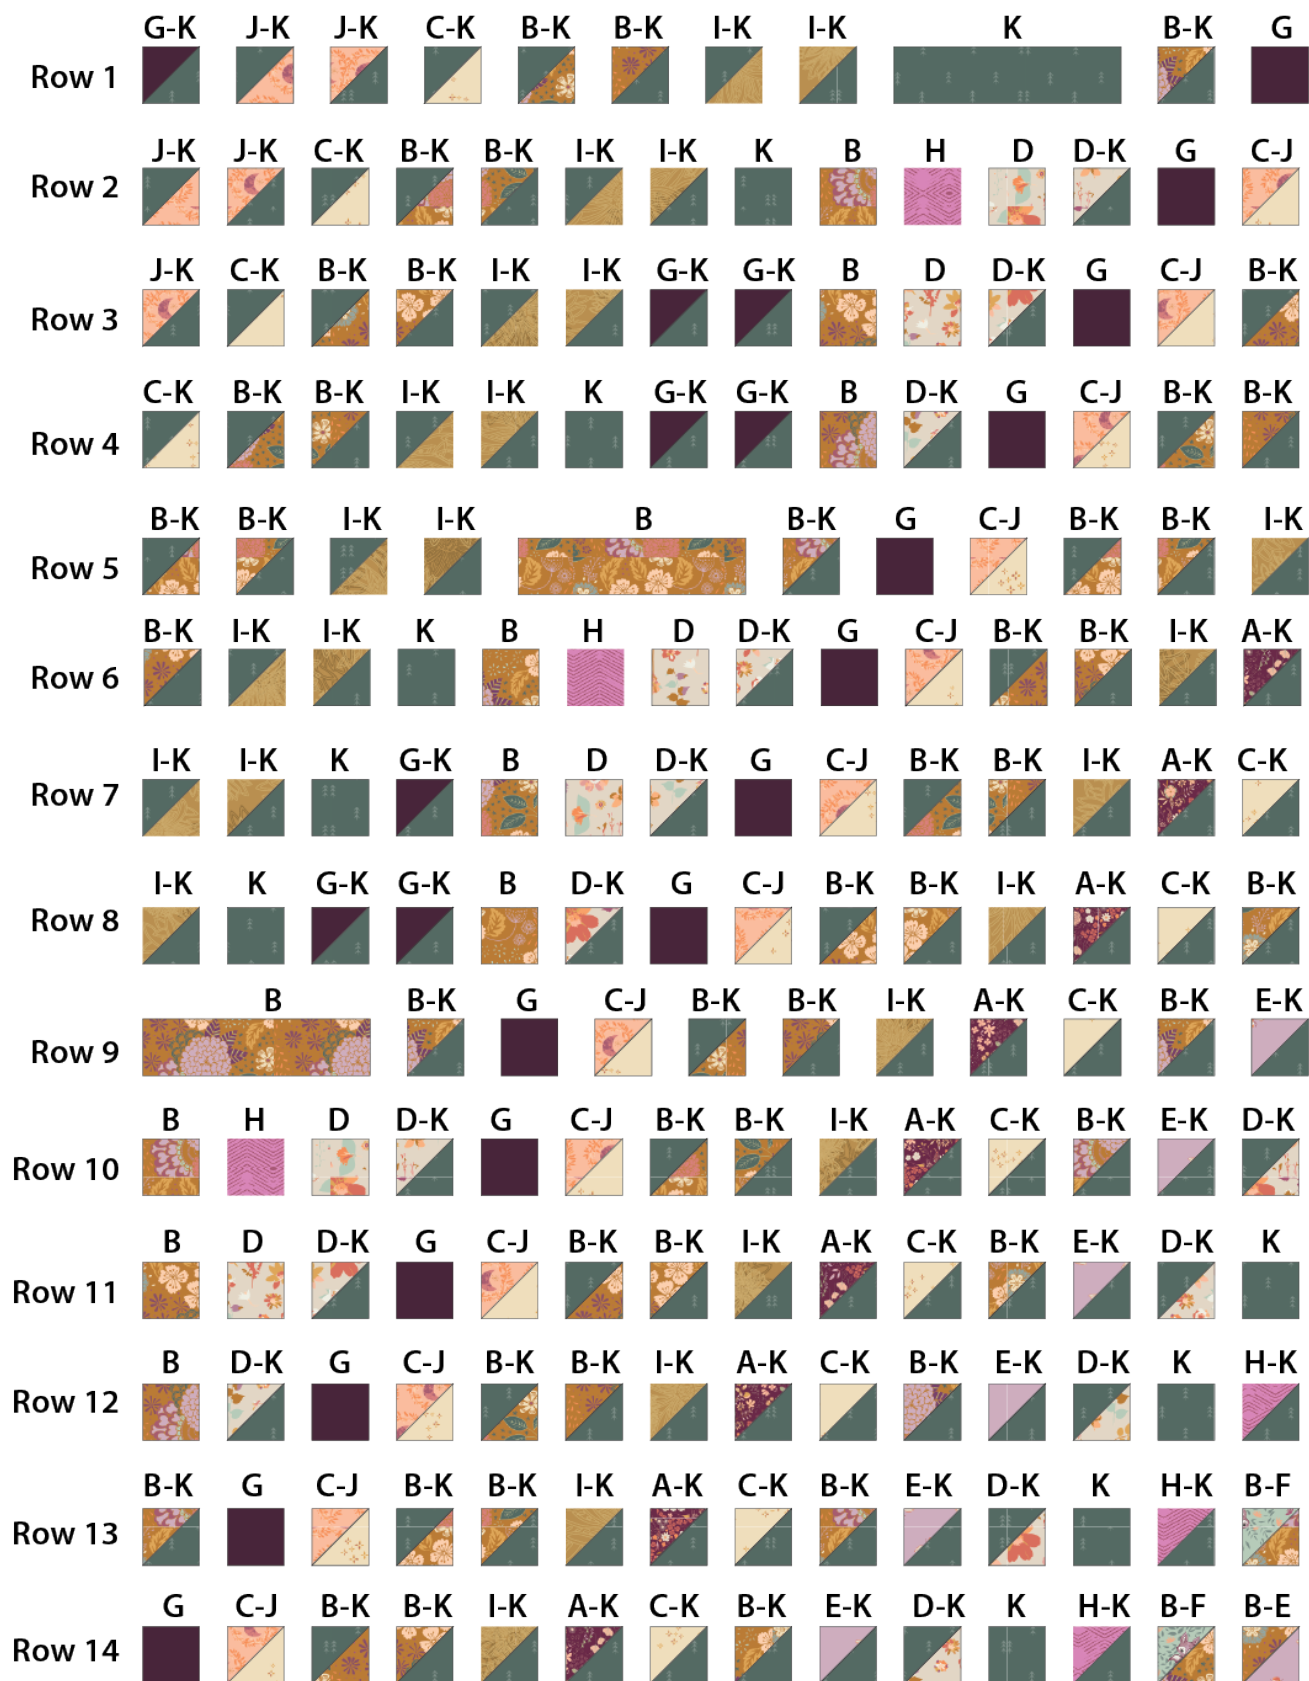 G-K J-K J-K C-K B-K B-K I-K I-K K B-K G
Row 1
J-K J-K C-K B-K B-K I-K I-K K B H D D-K G C-J
Row 2
J-K C-K B-K B-K I-K I-K G-K G-K B D D-K G C-J B-K
Row 3
C-K B-K B-K I-K I-K K G-K G-K B D-K G C-J B-K B-K
Row 4
B-K B-K I-K I-K B B-K G C-J B-K B-K I-K
Row 5
B-K I-K I-K K B H D D-K G C-J B-K B-K I-K A-K
Row 6
I-K I-K K G-K B D D-K G C-J B-K B-K I-K A-K C-K
Row 7
I-K K G-K G-K B D-K G C-J B-K B-K I-K A-K C-K B-K
Row 8
B B-K G C-J B-K B-K I-K A-K C-K B-K E-K
Row 9
B H D D-K G C-J B-K B-K I-K A-K C-K B-K E-K D-K
Row 10
B D D-K G C-J B-K B-K I-K A-K C-K B-K E-K D-K K
Row 11
B D-K G C-J B-K B-K I-K A-K C-K B-K E-K D-K K H-K
Row 12
B-K G C-J B-K B-K I-K A-K C-K B-K E-K D-K K H-K B-F
Row 13
G C-J B-K B-K I-K A-K C-K B-K E-K D-K K H-K B-F B-E
Row 14